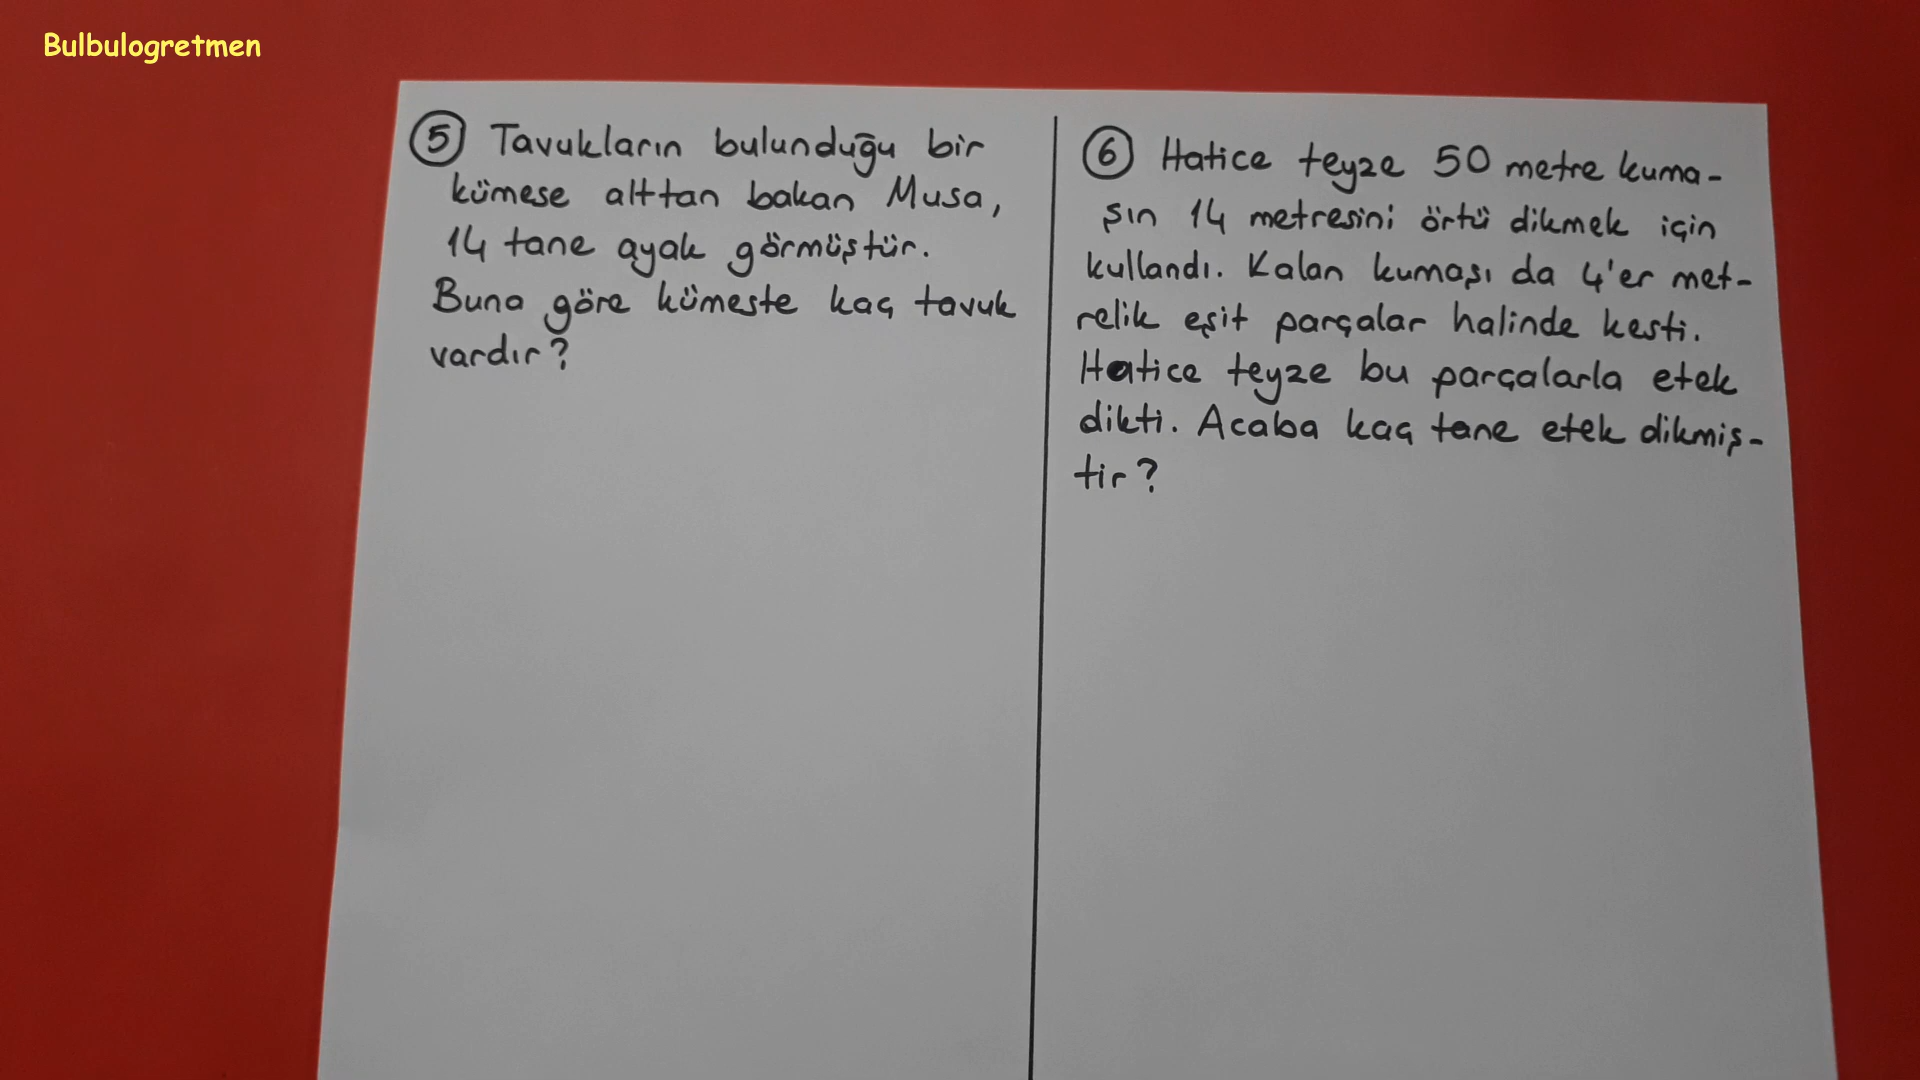 Bulbulogretmen
5 Tavukların bulunduğu bir
kümese alttan bakan Musa,
14 tane ayak görmüştür.
Buna göre kümeste kaç tavuk
vardır?
6 Hatice teyze 50 metre kuma-
şın 14 metresini örtü dikmek için
kullandı. Kalan kumaşı da 4'er met-
relik eşit parçalar halinde kesti.
Hatice teyze bu parçalarla etek
dikti. Acaba kaç tane etek dikmiş-
tir?